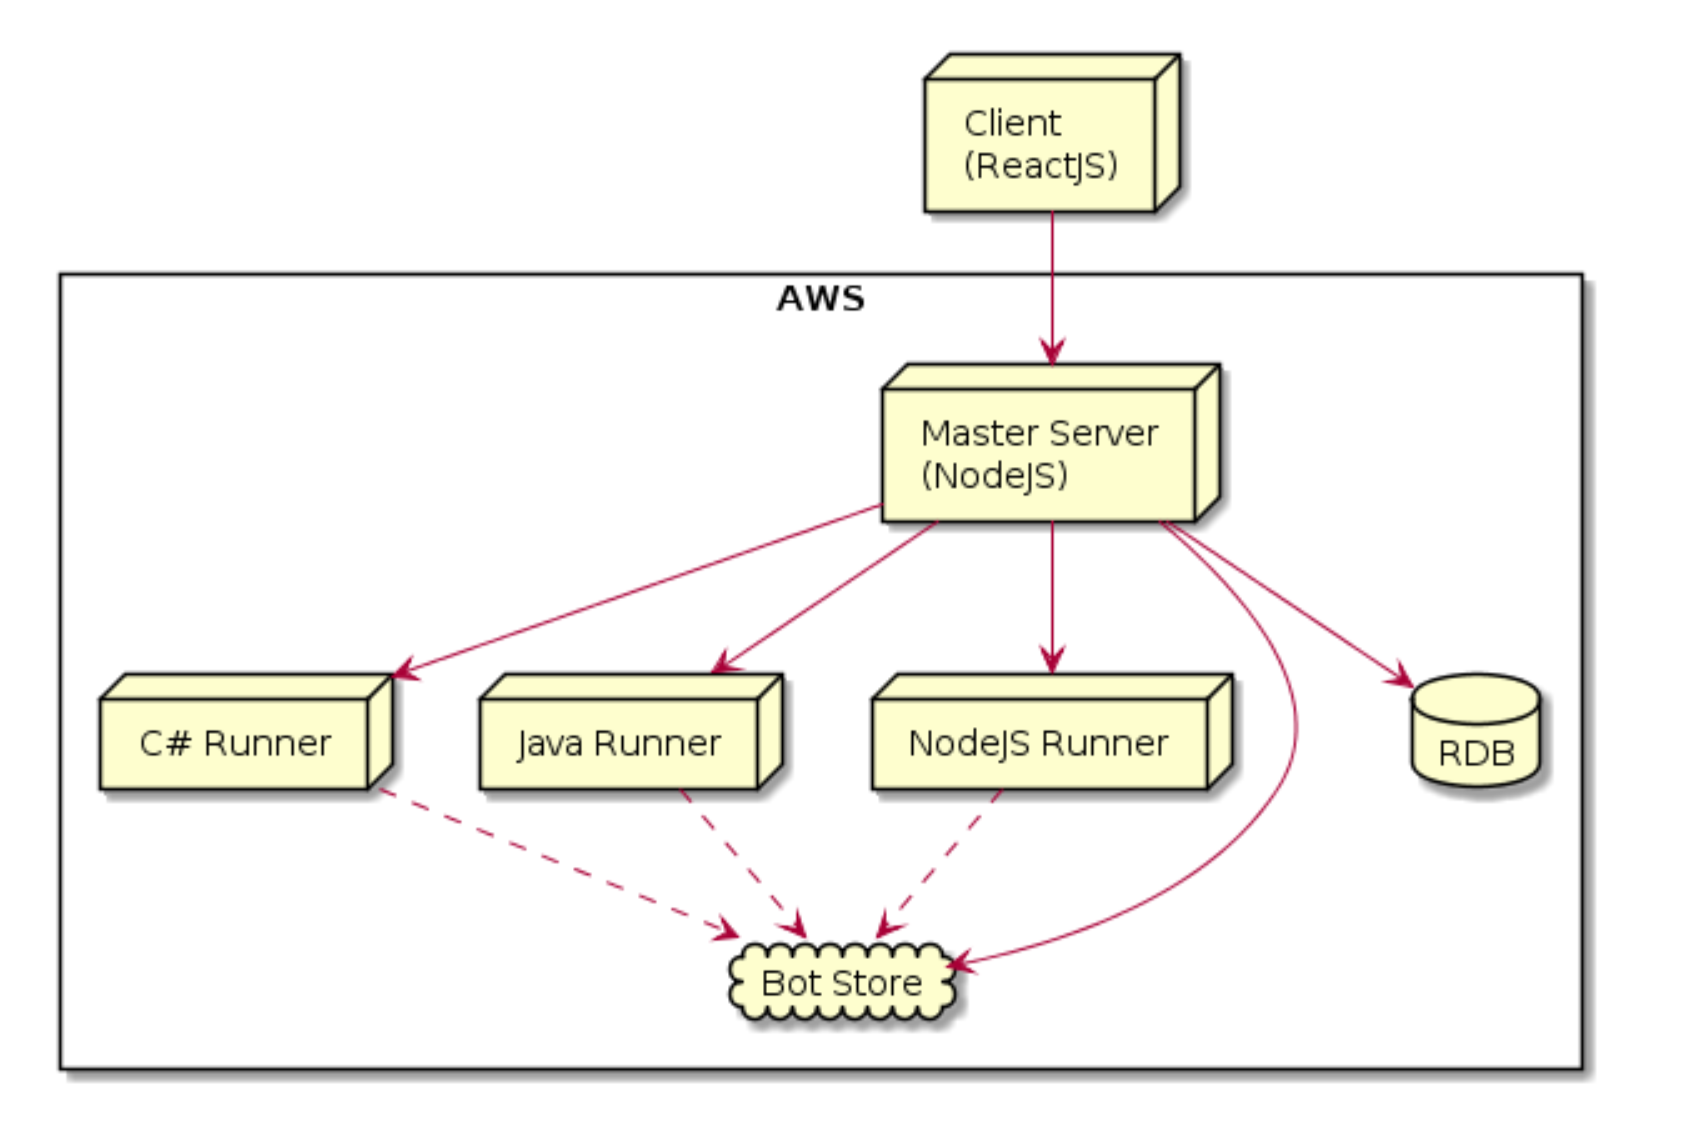 Client
(ReactJS)
AWS
Master Server
(NodeJS)
C# Runner
Java Runner
NodeJS Runner
RDB
Bot Store